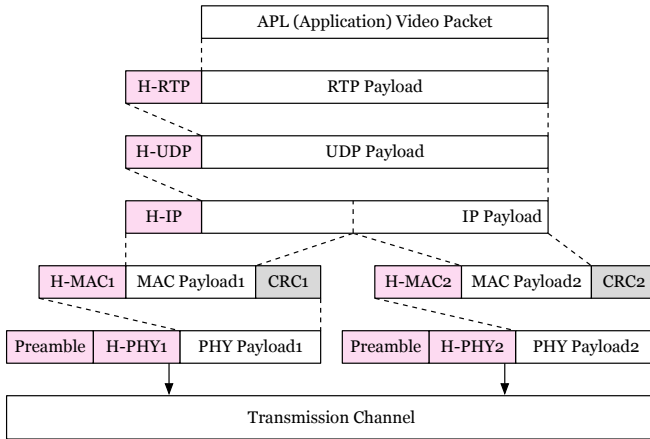 APL (Application) Video Packet
H-RTP RTP Payload
H-UDP UDP Payload
H-IP IP Payload
H-MAC1 MAC Payload1 CRC1 H-MAC2 MAC Payload2 CRC2
Preamble H-PHY1 PHY Payload1 Preamble H-PHY2 PHY Payload2
Transmission Channel